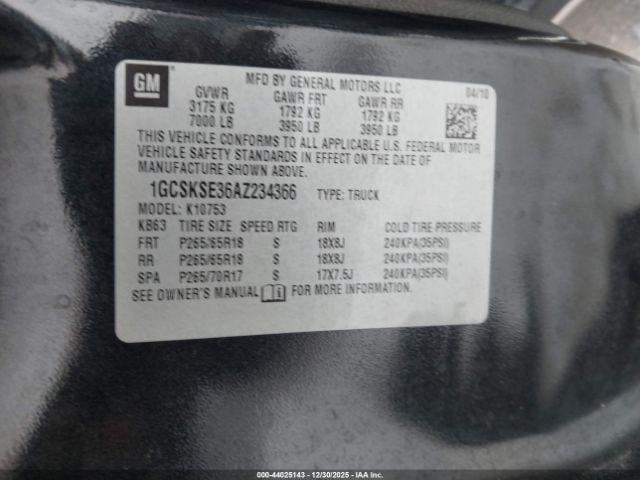 GM
MFD BY GENERAL MOTORS LLC 04/10
GVWR GAWR FRT GAWR RR
3175 KG 1792 KG 1792 KG
7000 LB 3950 LB 3950 LB
THIS VEHICLE CONFORMS TO ALL APPLICABLE U.S. FEDERAL MOTOR
VEHICLE SAFETY STANDARDS IN EFFECT ON THE DATE OF
MANUFACTURE SHOWN ABOVE.
1GCSKSE36AZ234366 TYPE: TRUCK
MODEL: K10753
KB63 TIRE SIZE SPEED RTG RIM COLD TIRE PRESSURE
FRT P265/65R18 S 18X8J 240KPA(35PSI)
RR P265/65R18 S 18X8J 240KPA(35PSI)
SPA P265/70R17 S 17X7.5J 240KPA(35PSI)
SEE OWNER'S MANUAL FOR MORE INFORMATION.
000-44025143 - 12/30/2025 - IAAI.com